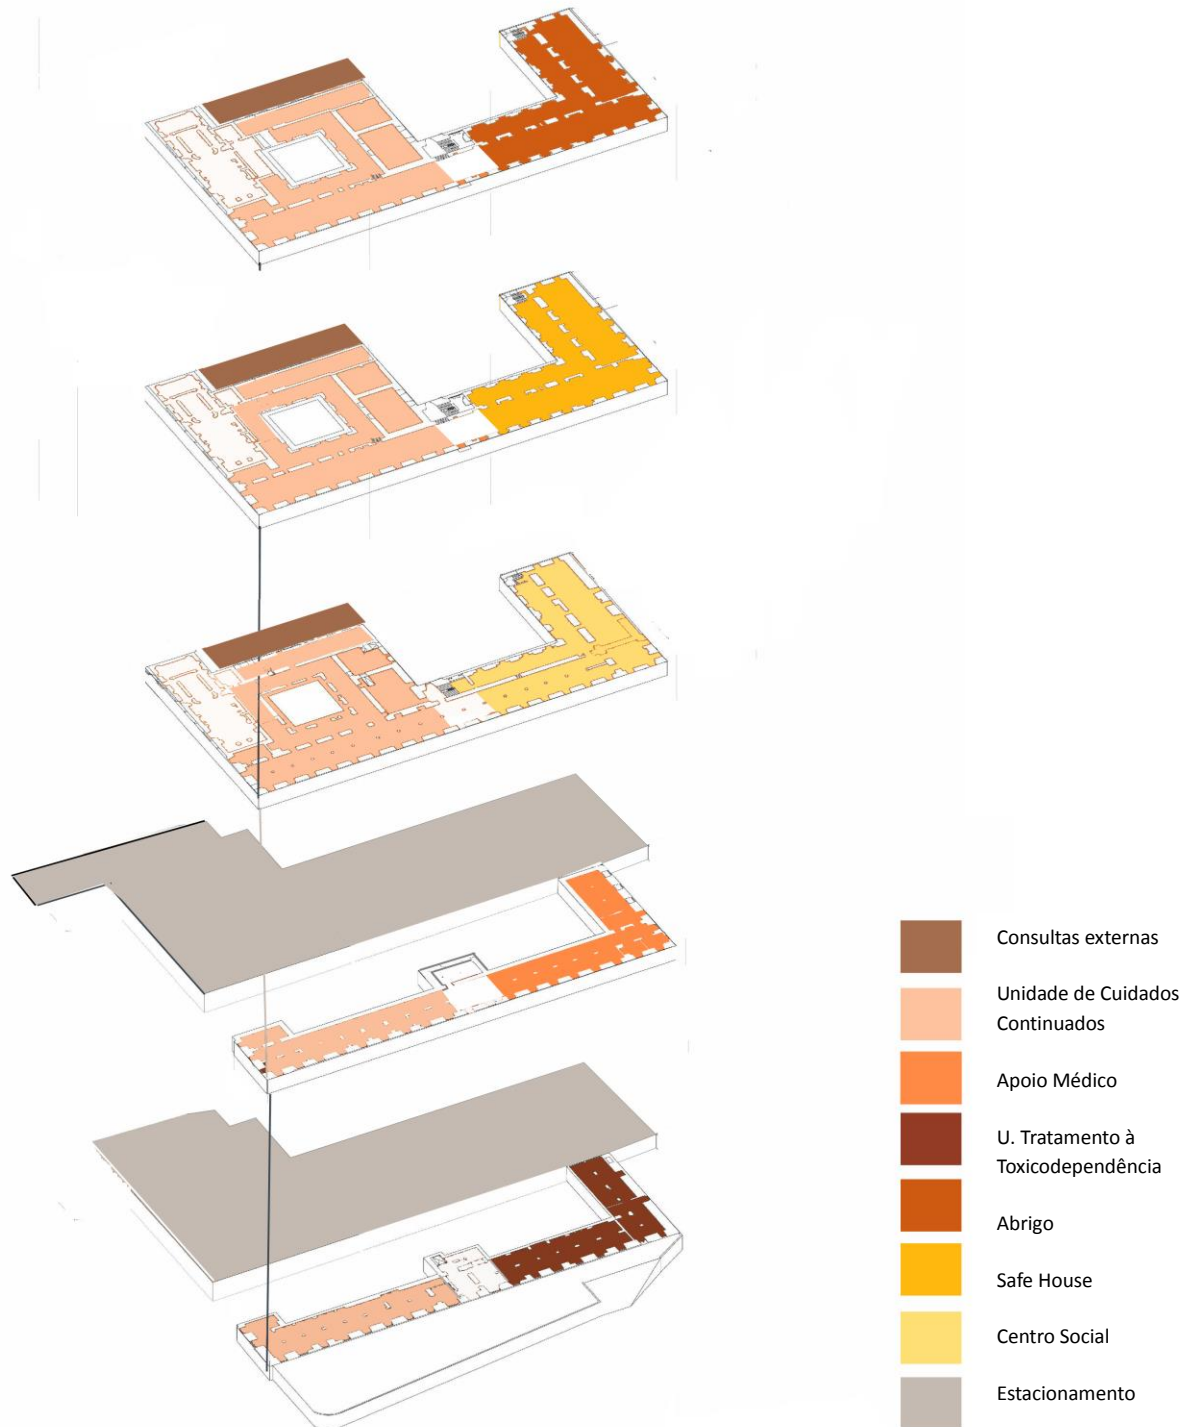 Consultas externas
Unidade de Cuidados
Continuados
Apoio Médico
U. Tratamento à
Toxicodependência
Abrigo
Safe House
Centro Social
Estacionamento